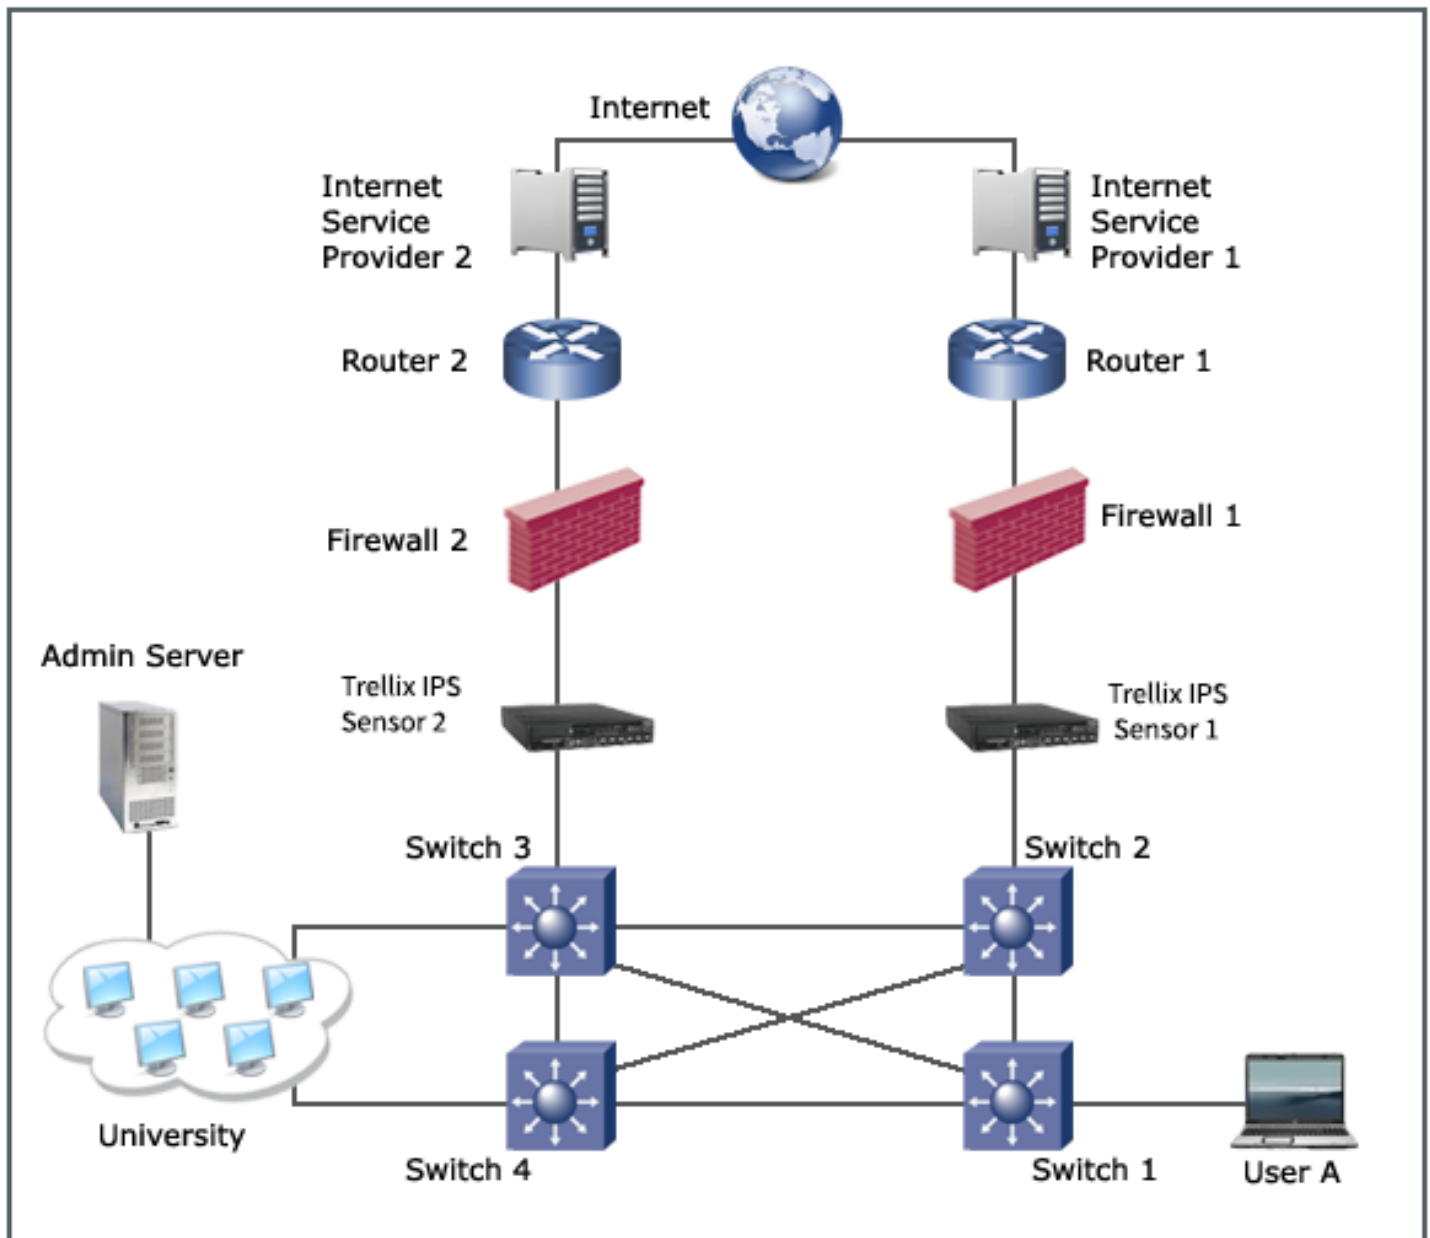 Internet
Internet
Service
Provider 2
Internet
Service
Provider 1
Router 2
Router 1
Firewall 2
Firewall 1
Admin Server
Trellix IPS
Sensor 2
Trellix IPS
Sensor 1
Switch 3
Switch 2
University
Switch 4
Switch 1
User A